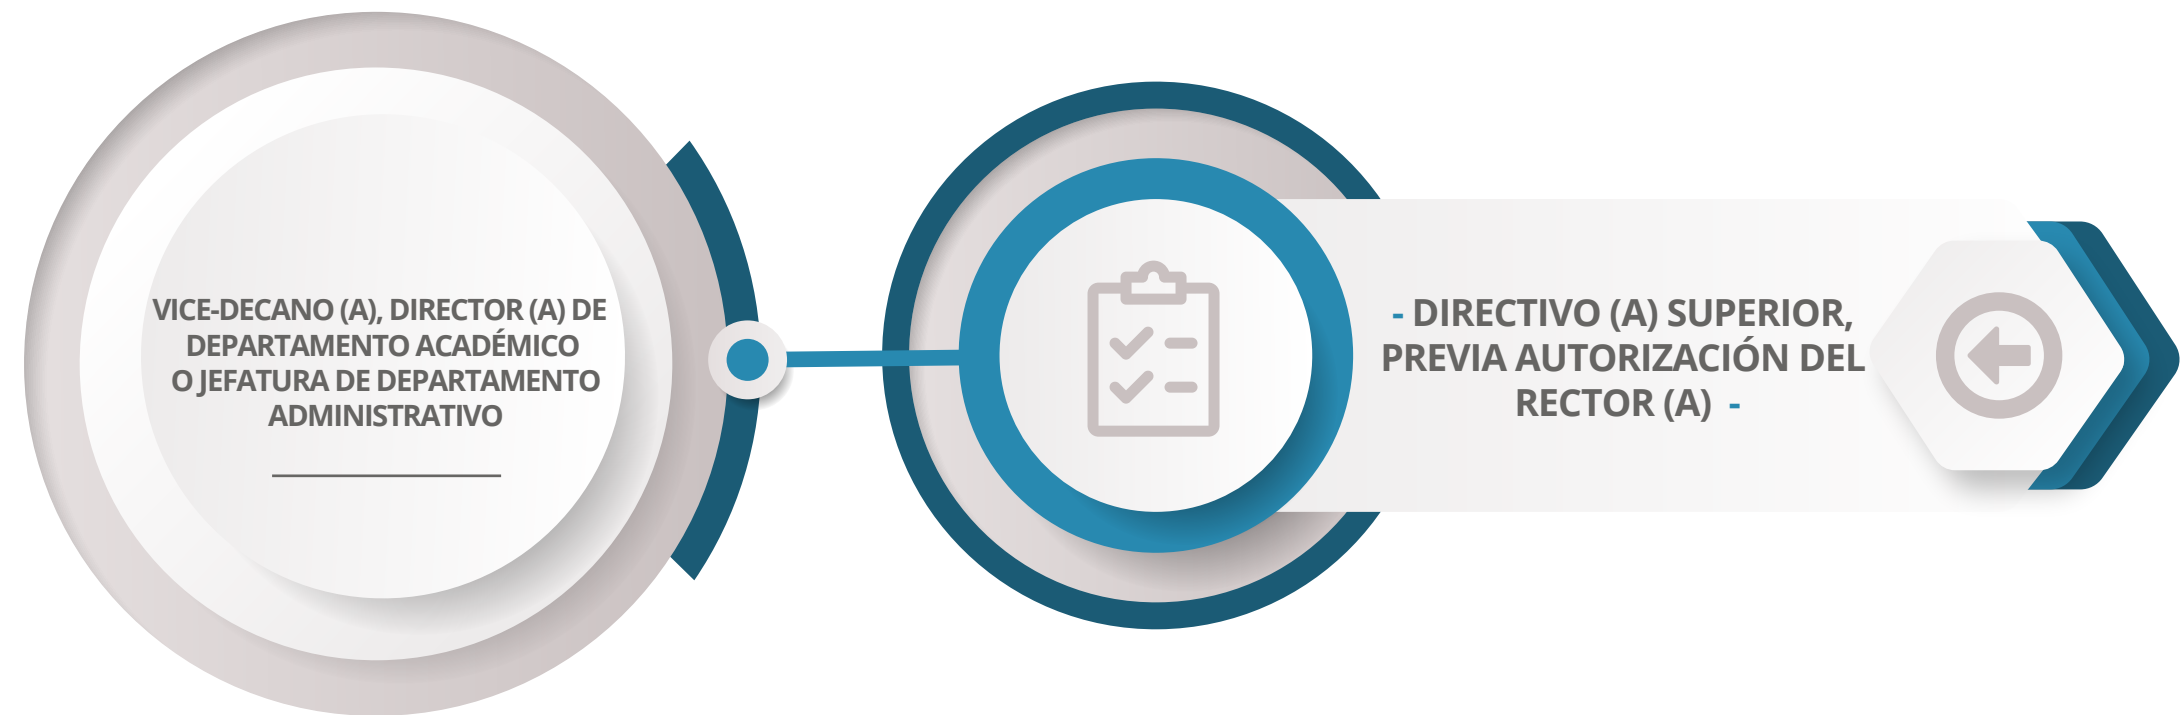 VICE-DECANO (A), DIRECTOR (A) DE
DEPARTAMENTO ACADÉMICO
O JEFATURA DE DEPARTAMENTO
ADMINISTRATIVO
- DIRECTIVO (A) SUPERIOR,
PREVIA AUTORIZACIÓN DEL
RECTOR (A) -